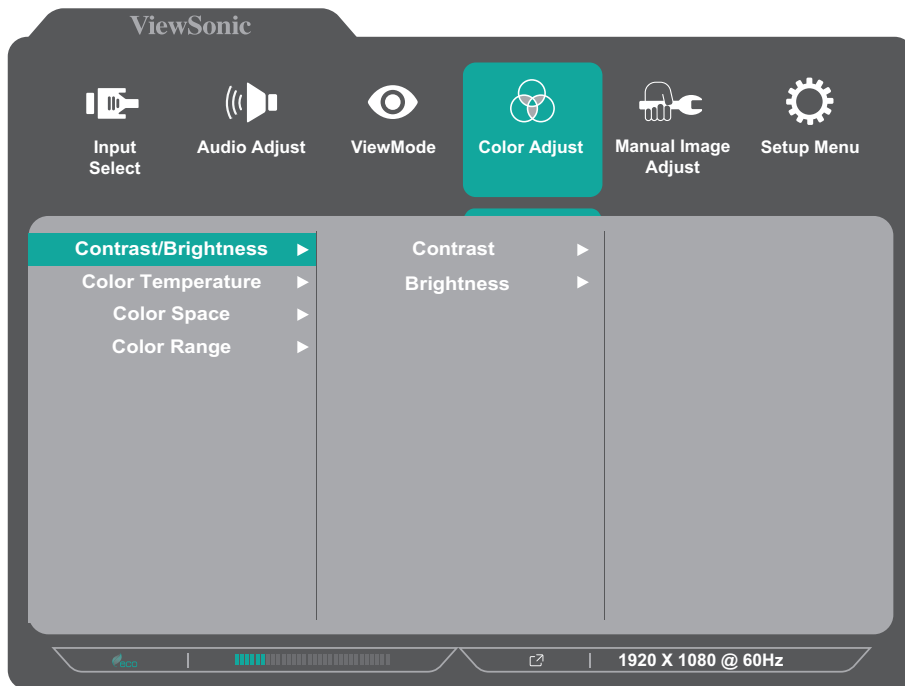 ViewSonic
Input Select
Audio Adjust
ViewMode
Color Adjust
Manual Image Adjust
Setup Menu
Contrast/Brightness
Contrast
Color Temperature
Brightness
Color Space
Color Range
eco
1920 X 1080 @ 60Hz